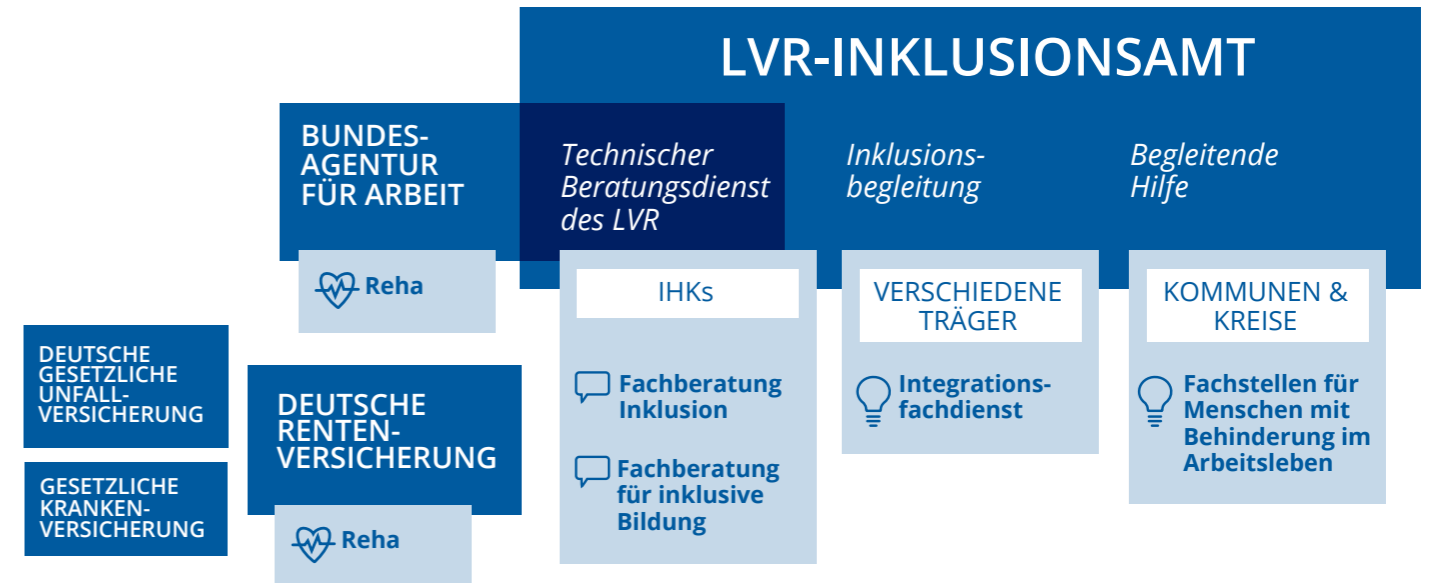 LVR-INKLUSIONSAMT
BUNDES-
AGENTUR
FÜR ARBEIT
Reha
Technischer
Beratungsdienst
des LVR
IHKs
Fachberatung
Inklusion
Fachberatung
für inklusive
Bildung
Inklusions-
begleitung
VERSCHIEDENE
TRÄGER
Integrations-
fachdienst
Begleitende
Hilfe
KOMMUNEN &
KREISE
Fachstellen für
Menschen mit
Behinderung im
Arbeitsleben
DEUTSCHE
GESETZLICHE
UNFALL-
VERSICHERUNG
GESETZLICHE
KRANKEN-
VERSICHERUNG
DEUTSCHE
RENTEN-
VERSICHERUNG
Reha